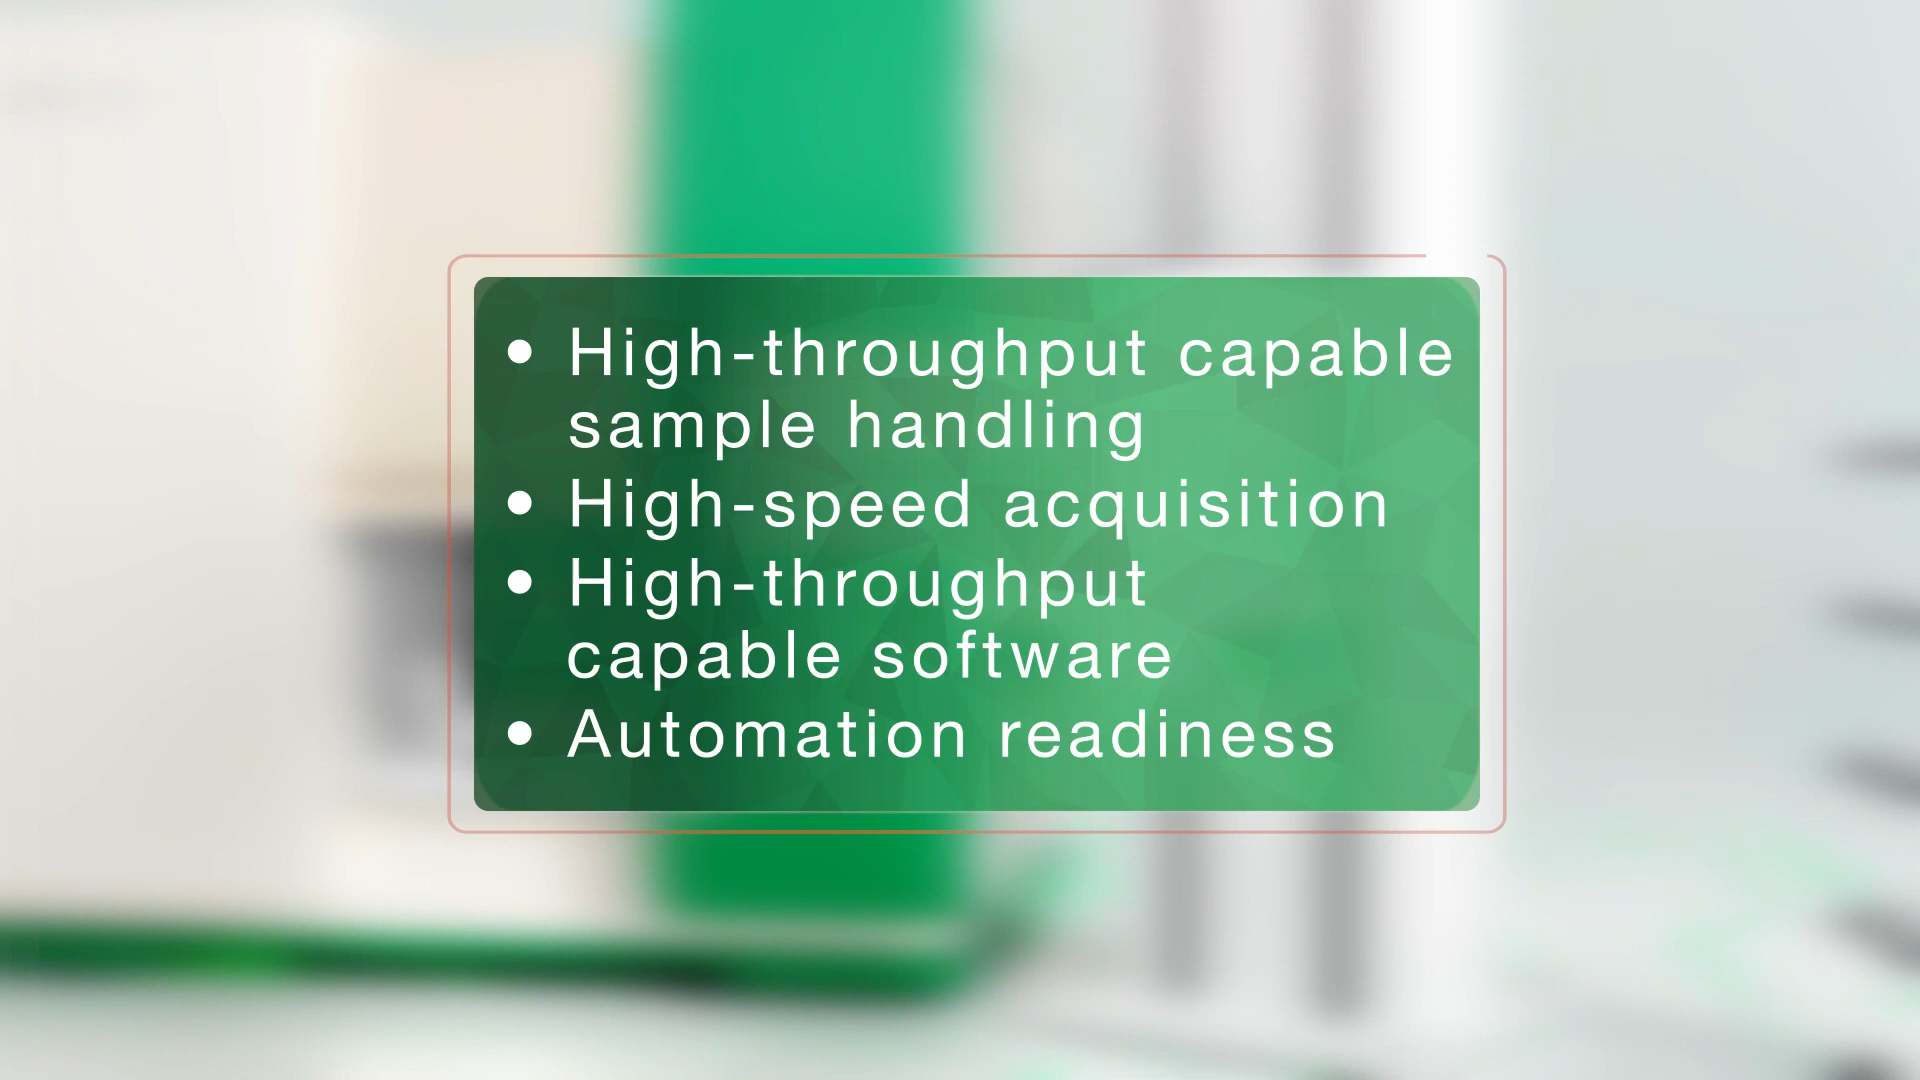 • High-throughput capable
sample handling
• High-speed acquisition
• High-throughput
capable software
• Automation readiness